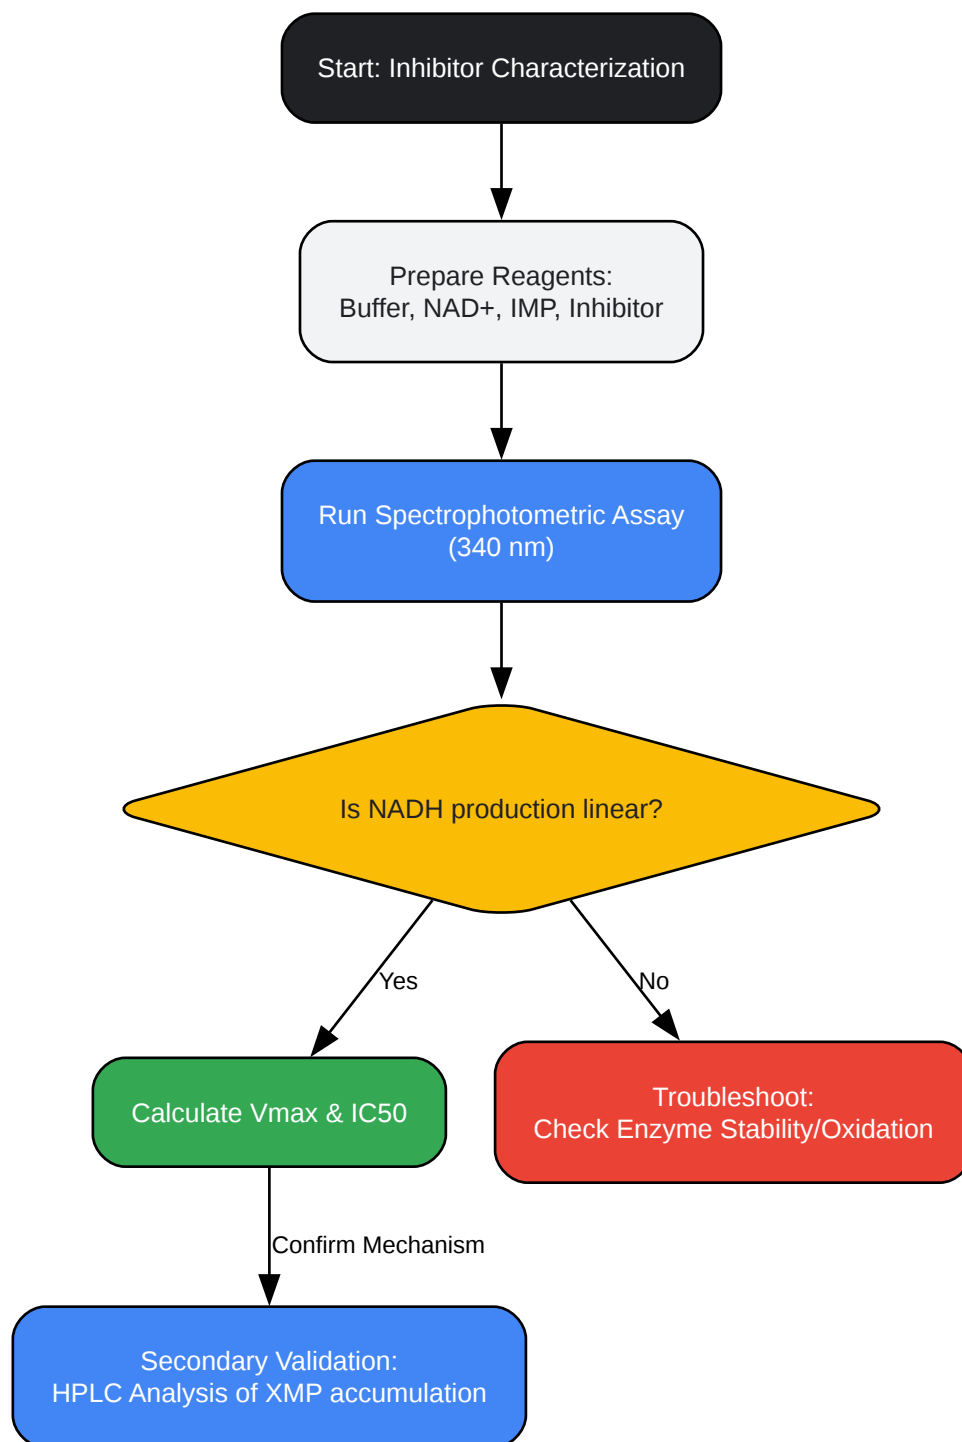 Start: Inhibitor Characterization
Prepare Reagents:
Buffer, NAD+, IMP, Inhibitor
Run Spectrophotometric Assay
(340 nm)
Is NADH production linear?
Yes
No
Calculate Vmax & IC50
Troubleshoot:
Check Enzyme Stability/Oxidation
Confirm Mechanism
Secondary Validation:
HPLC Analysis of XMP accumulation